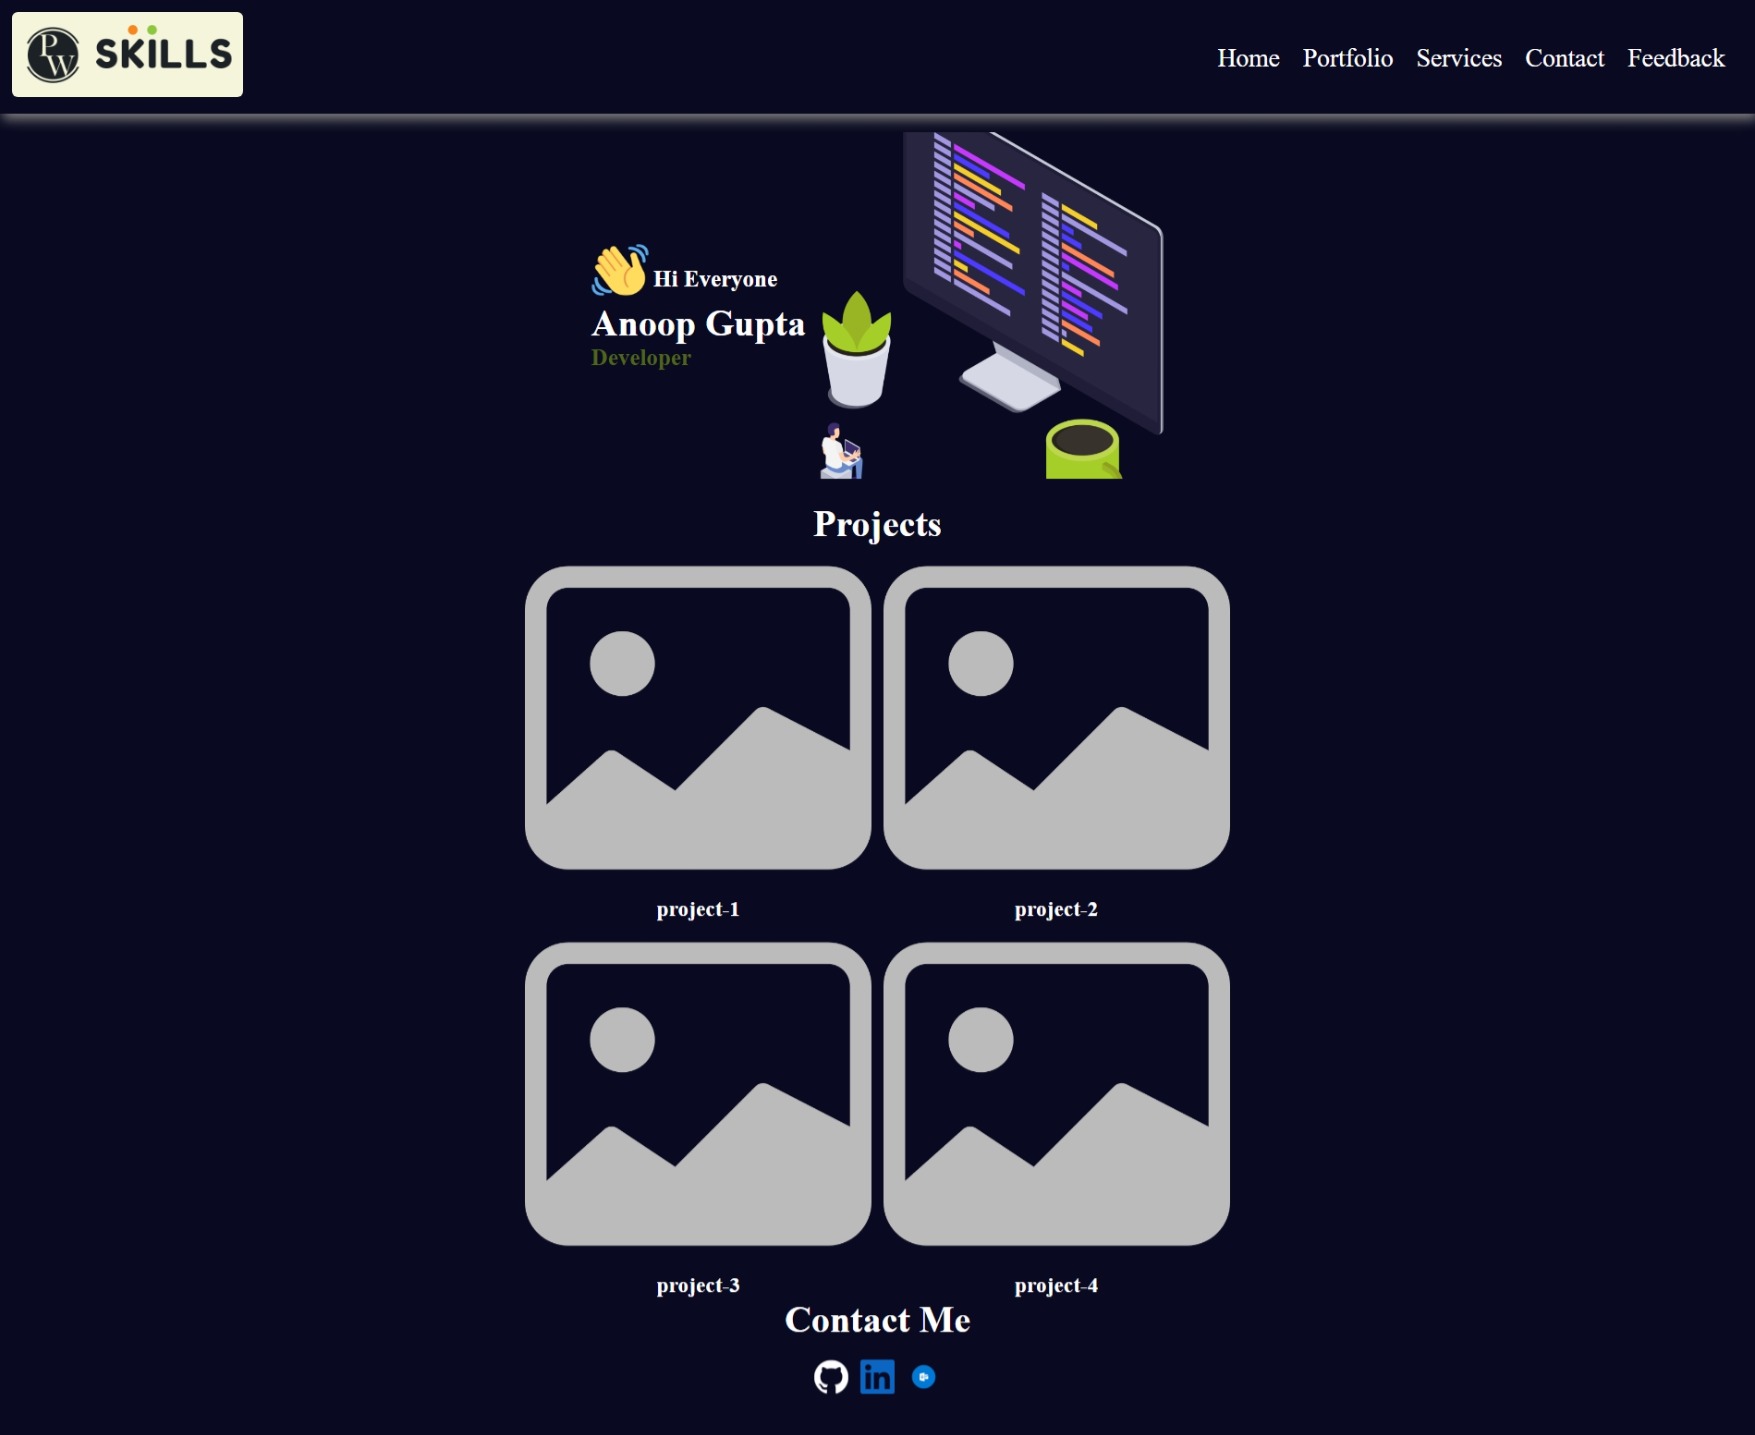 PW SKILLS
Home Portfolio Services Contact Feedback
Hi Everyone
Anoop Gupta
Developer
Projects
project-1 project-2
project-3 project-4
Contact Me
in